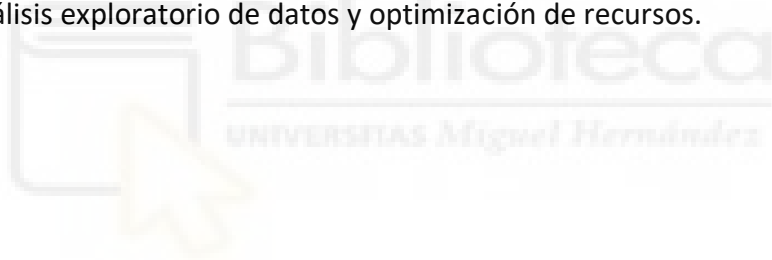 álisis exploratorio de datos y optimización de recursos.
Biblioteca
UNIVERSITAS Miguel Hernández